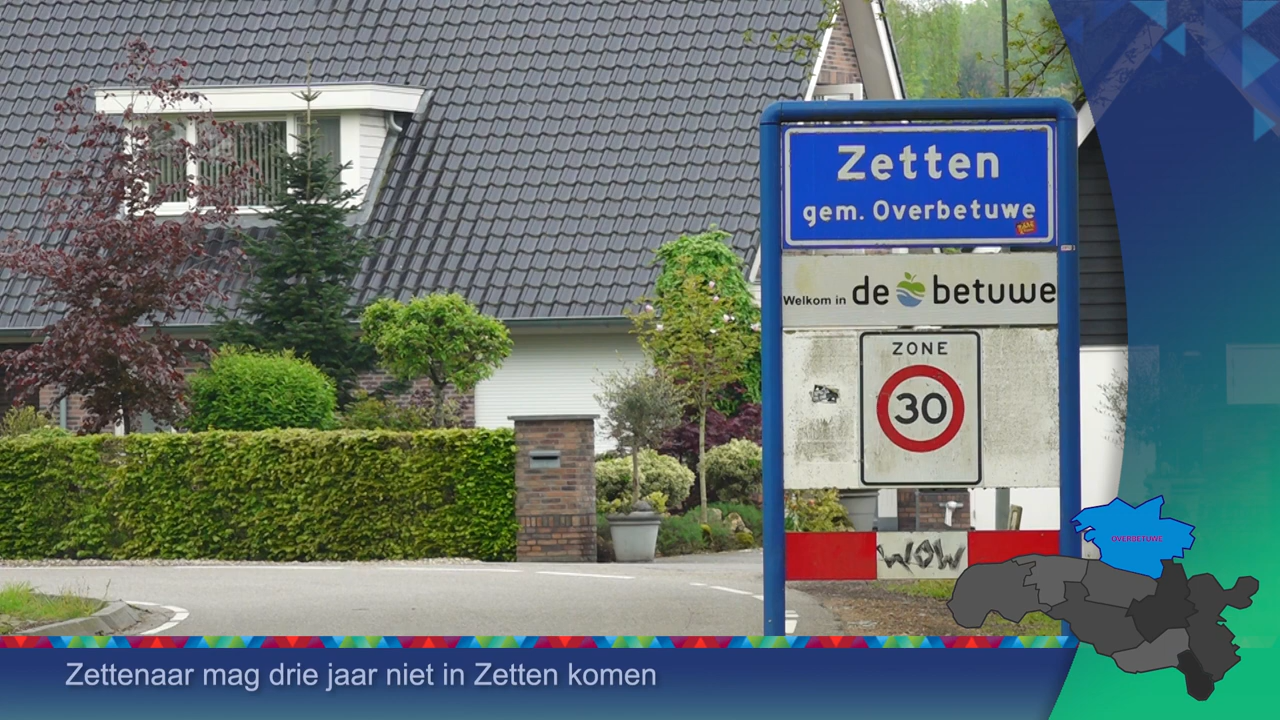 Zetten
gem. Overbetuwe
Welkom in de betuwe
ZONE
30
WOW
OVERBETUWE
Zettenaar mag drie jaar niet in Zetten komen